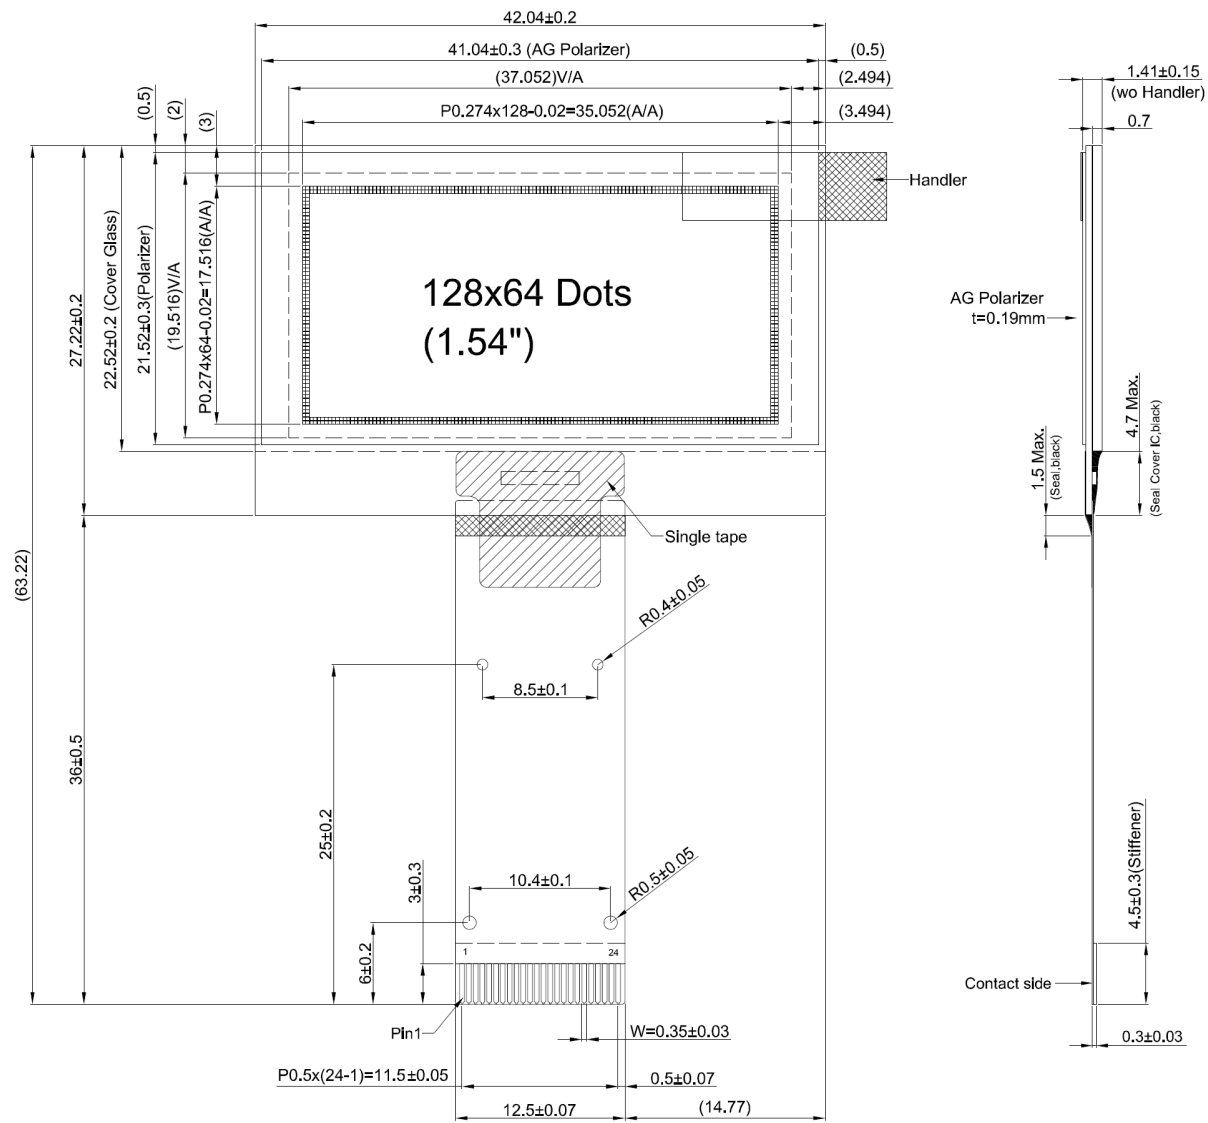 42.04±0.2
41.04±0.3 (AG Polarizer)
(0.5)
(37.052)V/A
(2.494)
P0.274x128-0.02=35.052(A/A)
(3.494)
1.41±0.15
(wo Handler)
0.7
(0.5)
(2)
(3)
Handler
27.22±0.2
22.52±0.2 (Cover Glass)
21.52±0.3(Polarizer)
(19.516)V/A
P0.274x64-0.02=17.516(A/A)
128x64 Dots
(1.54")
AG Polarizer
t=0.19mm
1.5 Max.
(Seal,black)
4.7 Max.
(Seal Cover IC,black)
Single tape
(63.22)
36±0.5
R0.4±0.05
8.5±0.1
25±0.2
3±0.3
10.4±0.1
R0.5±0.05
6±0.2
1
24
4.5±0.3(Stiffener)
Contact side
Pin1
W=0.35±0.03
0.3±0.03
P0.5x(24-1)=11.5±0.05
0.5±0.07
12.5±0.07
(14.77)